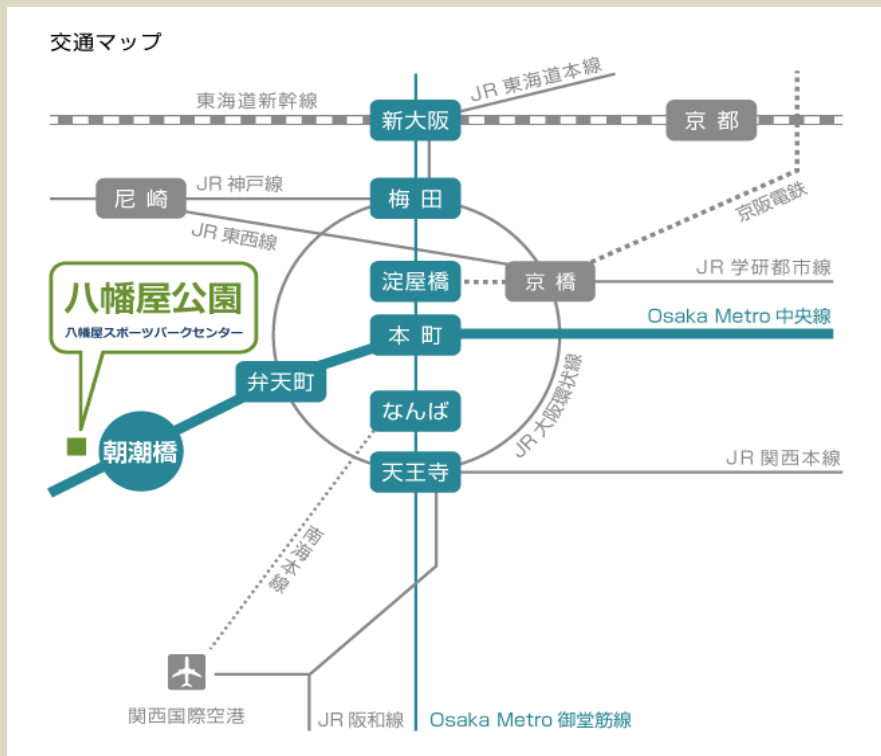 交通マップ
東海道新幹線
JR 東海道本線
新大阪
京都
尼崎
JR 神戸線
梅田
京阪電鉄
JR 東西線
淀屋橋
京橋
JR 学研都市線
八幡屋公園
八幡屋スポーツパークセンター
Osaka Metro 中央線
本町
弁天町
JR 大阪環状線
なんば
朝潮橋
天王寺
JR 関西本線
南海本線
関西国際空港
JR 阪和線
Osaka Metro 御堂筋線